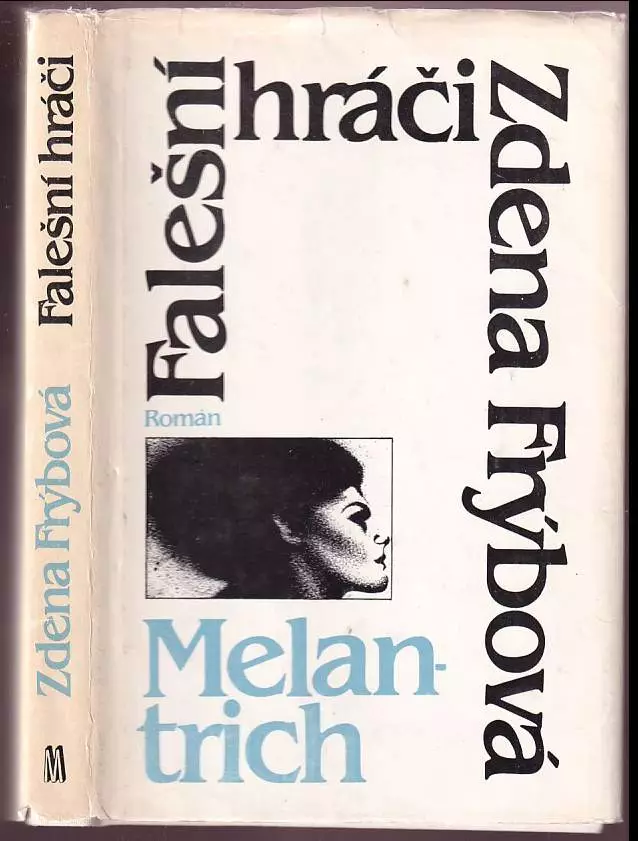 Falešní hráči
Zdena Frýbová
Falešní
hráči
Zdena Frýbová
Román
Melan-
trich
M